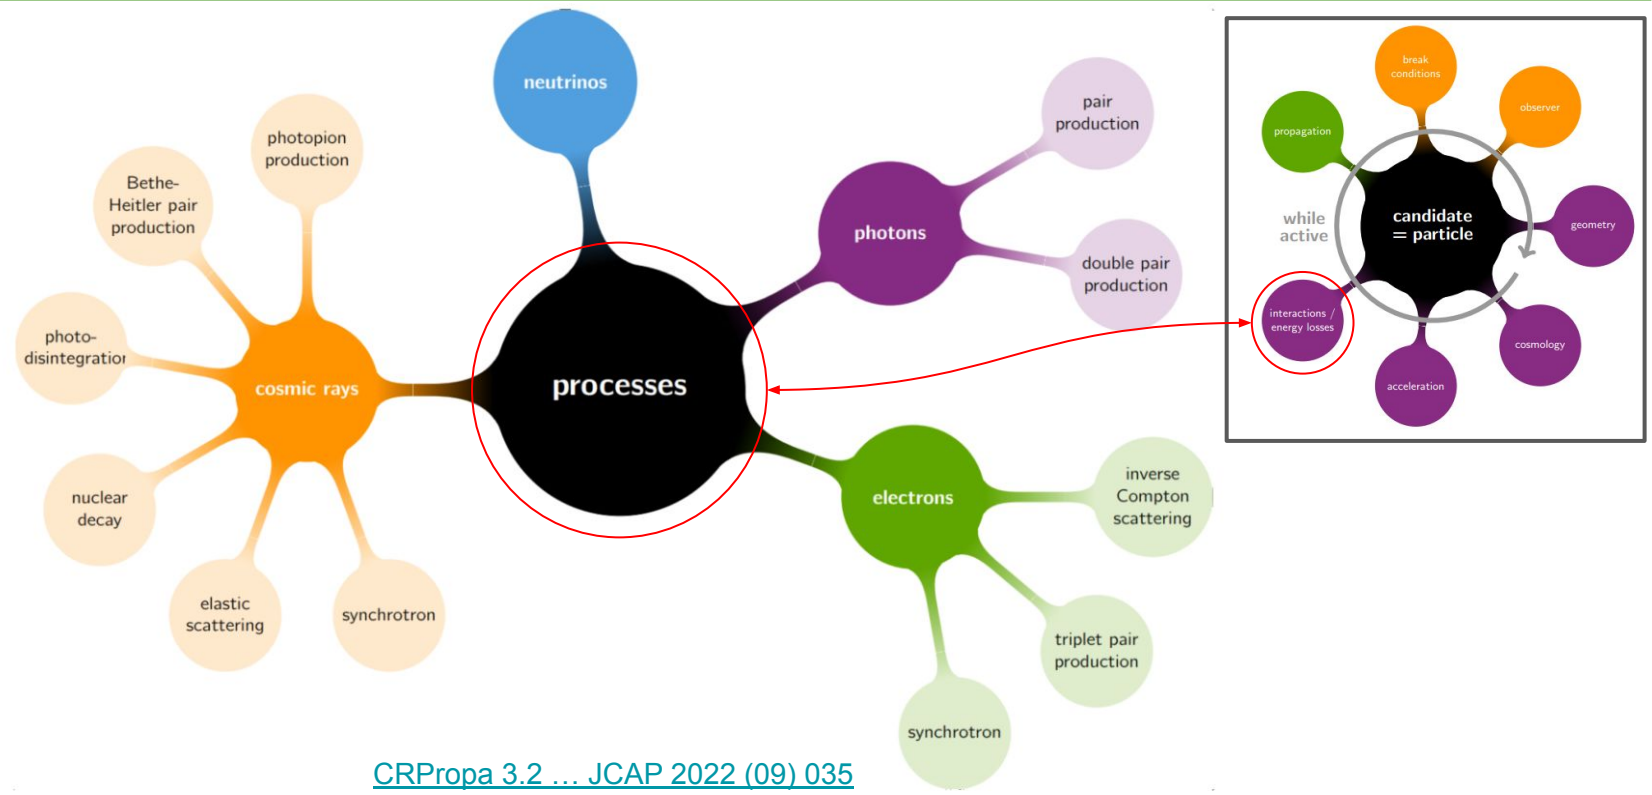 neutrinos
photopion
production
Bethe-
Heitler pair
production
photo-
disintegration
cosmic rays
nuclear
decay
elastic
scattering
synchrotron
processes
photons
pair
production
double pair
production
electrons
inverse
Compton
scattering
triplet pair
production
synchrotron
break
conditions
observer
propagation
while
active
candidate
= particle
geometry
interactions /
energy losses
cosmology
acceleration
CRPropa 3.2 … JCAP 2022 (09) 035